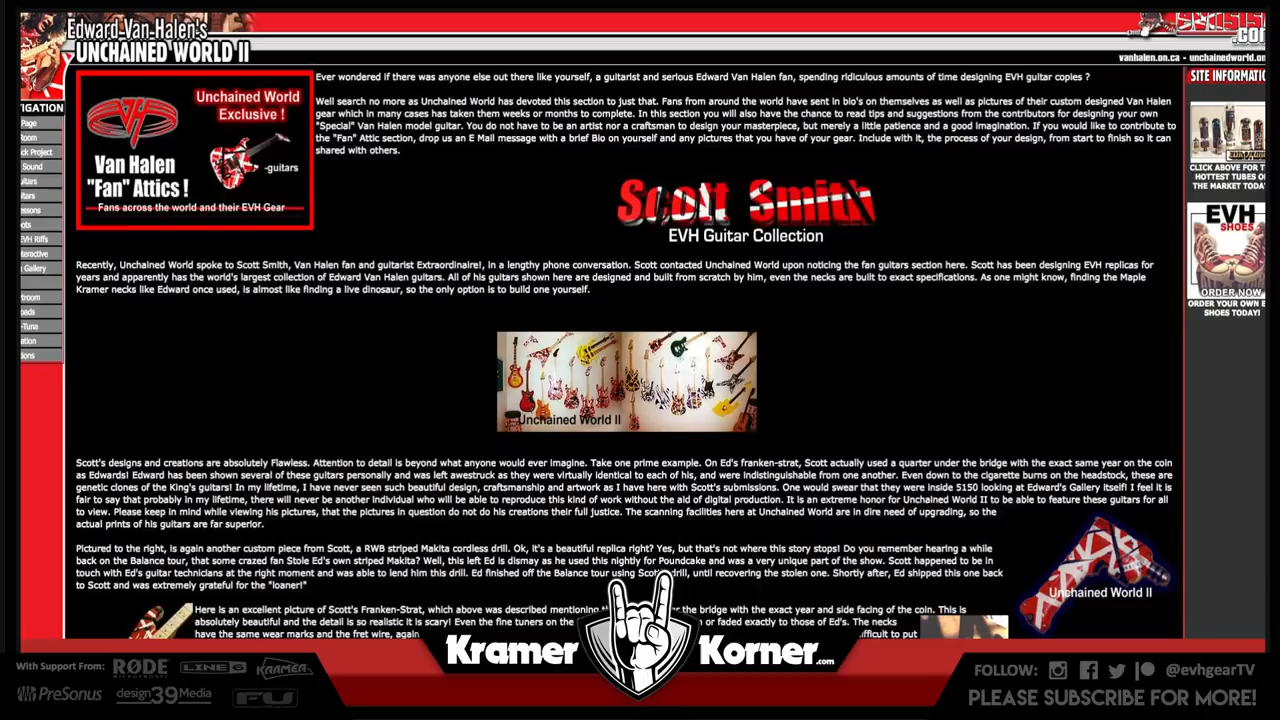 Edward Van Halen's
UNCHAINED WORLD II
.com
vanhalen.on.ca - unchainedworld.on
Unchained World
Exclusive !
Van Halen
"Fan" Attics !
-guitars
Fans across the world and their EVH Gear
Ever wondered if there was anyone else out there like yourself, a guitarist and serious Edward Van Halen fan, spending ridiculous amounts of time designing EVH guitar copies ?
Well search no more as Unchained World has devoted this section to just that. Fans from around the world have sent in bio's on themselves as well as pictures of their custom designed Van Halen
gear which in many cases has taken them weeks or months to complete. In this section you will also have the chance to read tips and suggestions from the contributors for designing your own
"Special" Van Halen model guitar. You do not have to be an artist nor a craftsman to design your masterpiece, but merely a little patience and a good imagination. If you would like to contribute to
the "Fan" Attic section, drop us an E Mail message with a brief Bio on yourself and any pictures that you have of your gear. Include with it, the process of your design, from start to finish so it can
shared with others.
IGATION
Page
Room
ck Project
Sound
itars
tars
essons
ots
EVH Riffs
nteractive
i Gallery
troom
oads
-Tuna
ation
ions
SITE INFORMATI
CLICK ABOVE FOR T
HOTTEST TUBES O
THE MARKET TODA
EVH
SHOES
ORDER NOW
ORDER YOUR OWN E
SHOES TODAY!
Scott Smith
EVH Guitar Collection
Recently, Unchained World spoke to Scott Smith, Van Halen fan and guitarist Extraordinaire!, in a lengthy phone conversation. Scott contacted Unchained World upon noticing the fan guitars section here. Scott has been designing EVH replicas for
years and apparently has the world's largest collection of Edward Van Halen guitars. All of his guitars shown here are designed and built from scratch by him, even the necks are built to exact specifications. As one might know, finding the Maple
Kramer necks like Edward once used, is almost like finding a live dinosaur, so the only option is to build one yourself.
Unchained World II
Scott's designs and creations are absolutely Flawless. Attention to detail is beyond what anyone would ever imagine. Take one prime example. On Ed's franken-strat, Scott actually used a quarter under the bridge with the exact same year on the coin
as Edwards! Edward has been shown several of these guitars personally and was left awestruck as they were virtually identical to each of his, and were indistinguishable from one another. Even down to the cigarette burns on the headstock, these are
genetic clones of the King's guitars! In my lifetime, I have never seen such beautiful design, craftsmanship and artwork as I have here with Scott's submissions. One would swear that they were inside 5150 looking at Edward's Gallery itself! I feel it is
fair to say that probably in my lifetime, there will never be another individual who will be able to reproduce this kind of work without the aid of digital production. It is an extreme honor for Unchained World II to be able to feature these guitars for all
to view. Please keep in mind while viewing his pictures, that the pictures in question do not do his creations their full justice. The scanning facilities here at Unchained World are in dire need of upgrading, so the
actual prints of his guitars are far superior.
Pictured to the right, is again another custom piece from Scott, a RWB striped Makita cordless drill. Ok, it's a beautiful replica right? Yes, but that's not where this story stops! Do you remember hearing a while
back on the Balance tour, that some crazed fan Stole Ed's own striped Makita? Well, this left Ed is dismay as he used this nightly for Poundcake and was a very unique part of the show. Scott happened to be in
touch with Ed's guitar technicians at the right moment and was able to lend him this drill. Ed finished off the Balance tour using Scott drill, until recovering the stolen one. Shortly after, Ed shipped this one back
to Scott and was extremely grateful for the "loaner!"
Unchained World II
Here is an excellent picture of Scott's Franken-Strat, which above was described mentioning the bridge with the exact year and side facing of the coin. This is
absolutely beautiful and the detail is so realistic it is scary! Even the fine tuners on the or faded exactly to those of Ed's. The necks
have the same wear marks and the fret wire, again difficult to put
Kramer Korner.com
With Support From:
RØDE
MICROPHONES
LINE 6
KRAMER
PreSonus
design39Media
FU
FOLLOW: @evhgearTV
PLEASE SUBSCRIBE FOR MORE!